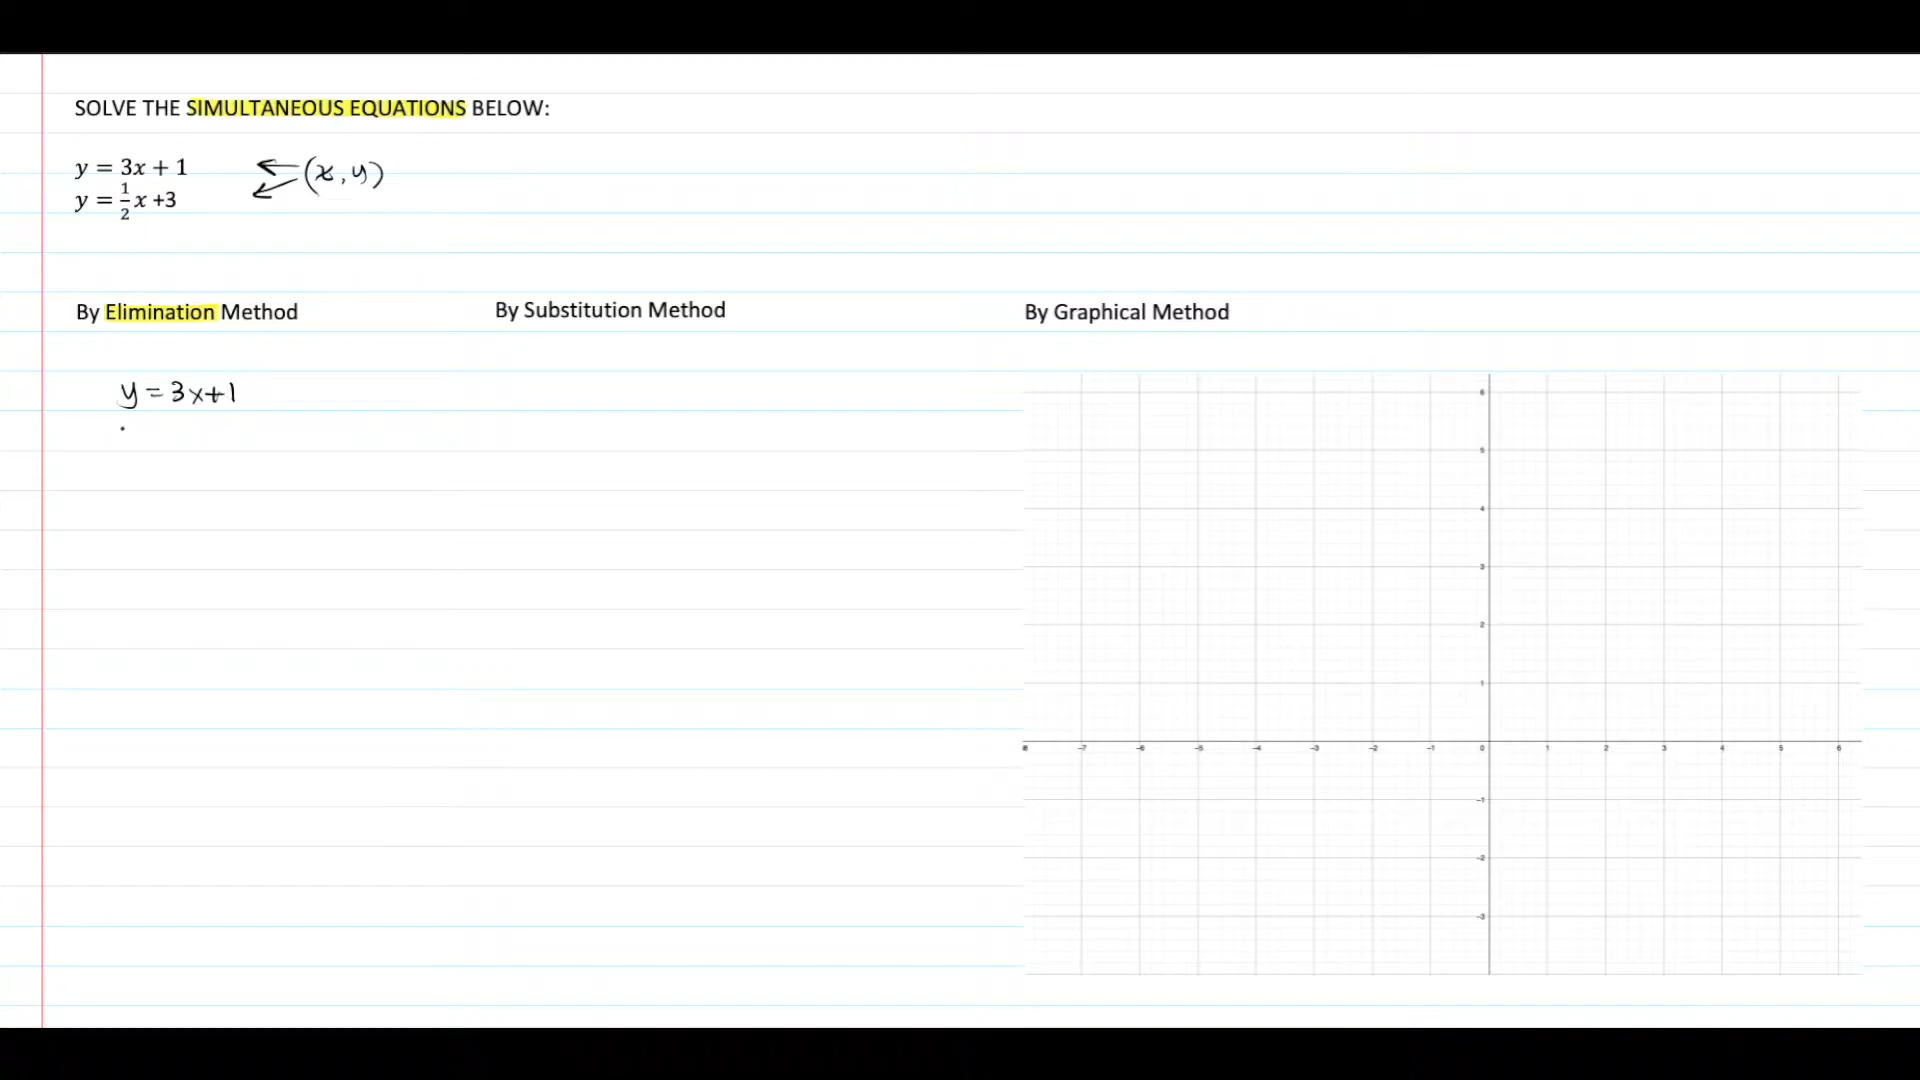 SOLVE THE SIMULTANEOUS EQUATIONS BELOW:
y = 3x + 1
y = 1/2 x +3
(x, y)
By Elimination Method
By Substitution Method
By Graphical Method
y = 3x+1
6
5
4
3
2
1
8 -7 -6 -5 -4 -3 -2 -1 0 1 2 3 4 5 6
-1
-2
-3